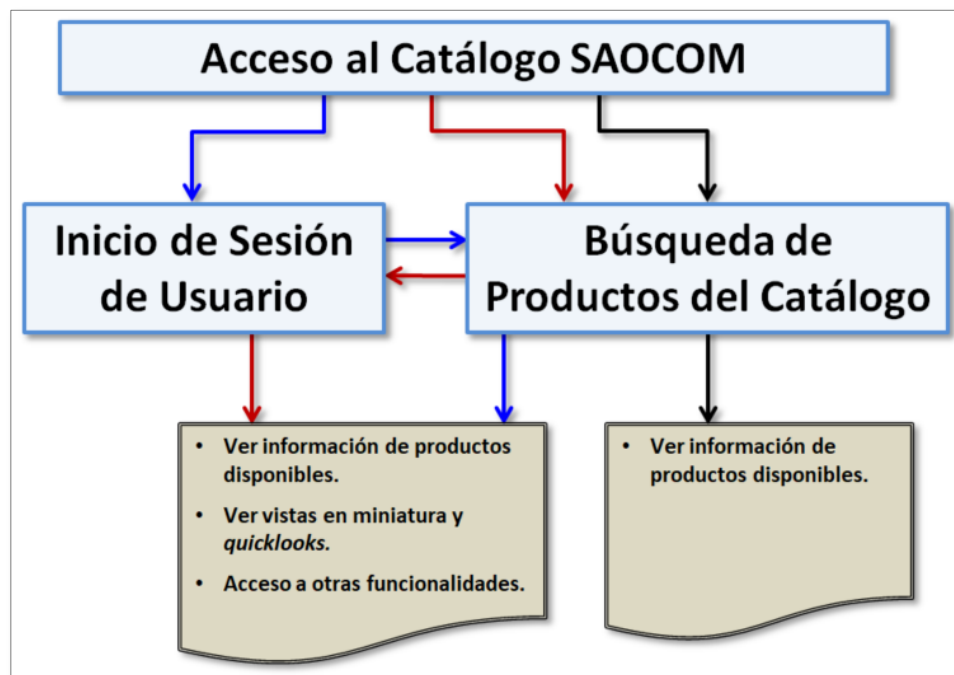 Acceso al Catálogo SAOCOM
Inicio de Sesión
de Usuario
Búsqueda de
Productos del Catálogo
• Ver información de productos
disponibles.
• Ver vistas en miniatura y
quicklooks.
• Acceso a otras funcionalidades.
• Ver información de
productos disponibles.